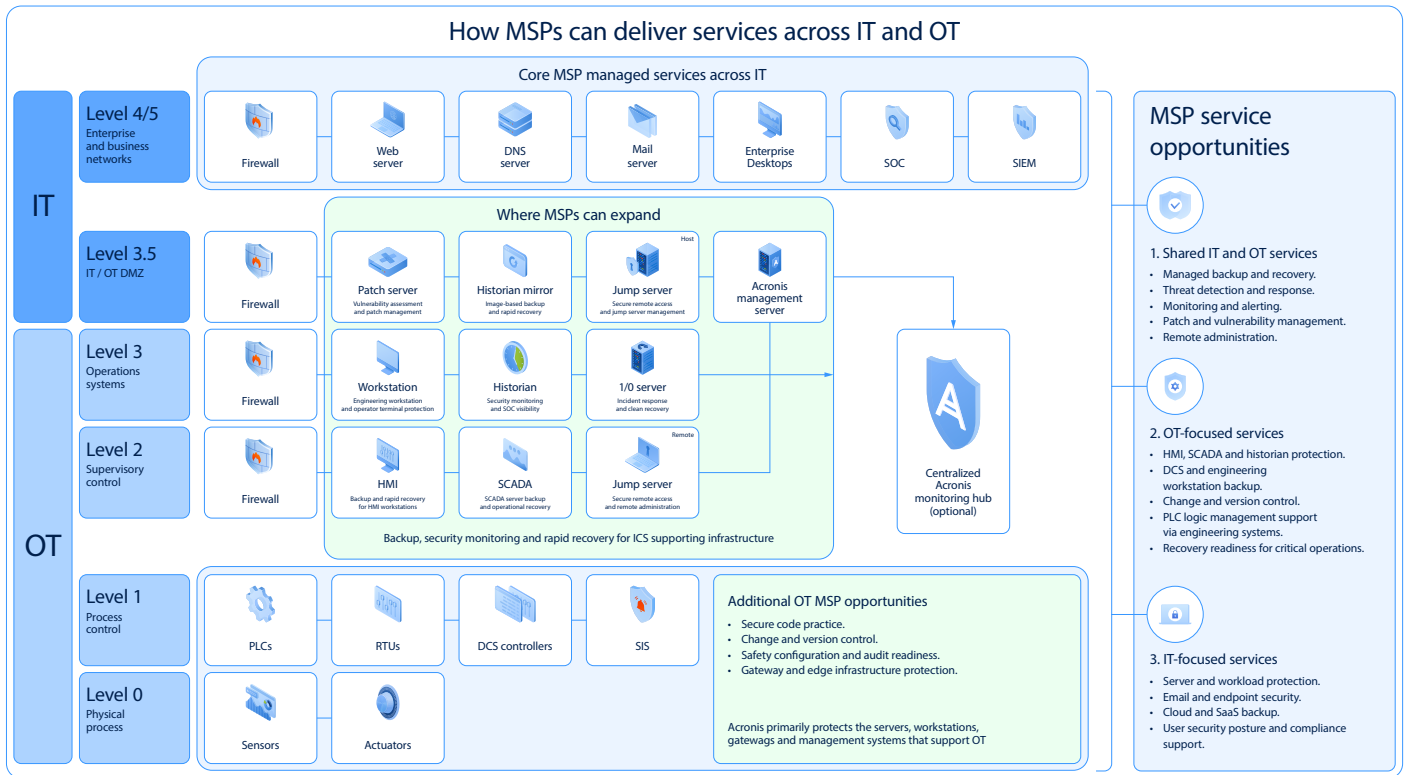 How MSPs can deliver services across IT and OT
Core MSP managed services across IT
IT
Level 4/5
Enterprise
and business
networks
Firewall
Web
server
DNS
server
Mail
server
Enterprise
Desktops
SOC
SIEM
Where MSPs can expand
Level 3.5
IT / OT DMZ
Firewall
Patch server
Vulnerability assessment
and patch management
Historian mirror
Image-based backup
and rapid recovery
Host
Jump server
Secure remote access
and jump server management
Acronis
management
server
OT
Level 3
Operations
systems
Firewall
Workstation
Engineering workstation
and operator terminal protection
Historian
Security monitoring
and SOC visibility
1/0 server
Incident response
and clean recovery
Level 2
Supervisory
control
Firewall
HMI
Backup and rapid recovery
for HMI workstations
SCADA
SCADA server backup
and operational recovery
Remote
Jump server
Secure remote access
and remote administration
Backup, security monitoring and rapid recovery for ICS supporting infrastructure
Centralized
Acronis
monitoring hub
(optional)
Level 1
Process
control
PLCs
RTUs
DCS controllers
SIS
Level 0
Physical
process
Sensors
Actuators
Additional OT MSP opportunities
• Secure code practice.
• Change and version control.
• Safety configuration and audit readiness.
• Gateway and edge infrastructure protection.
Acronis primarily protects the servers, workstations,
gatewags and management systems that support OT
MSP service
opportunities
1. Shared IT and OT services
• Managed backup and recovery.
• Threat detection and response.
• Monitoring and alerting.
• Patch and vulnerability management.
• Remote administration.
2. OT-focused services
• HMI, SCADA and historian protection.
• DCS and engineering
workstation backup.
• Change and version control.
• PLC logic management support
via engineering systems.
• Recovery readiness for critical operations.
3. IT-focused services
• Server and workload protection.
• Email and endpoint security.
• Cloud and SaaS backup.
• User security posture and compliance
support.